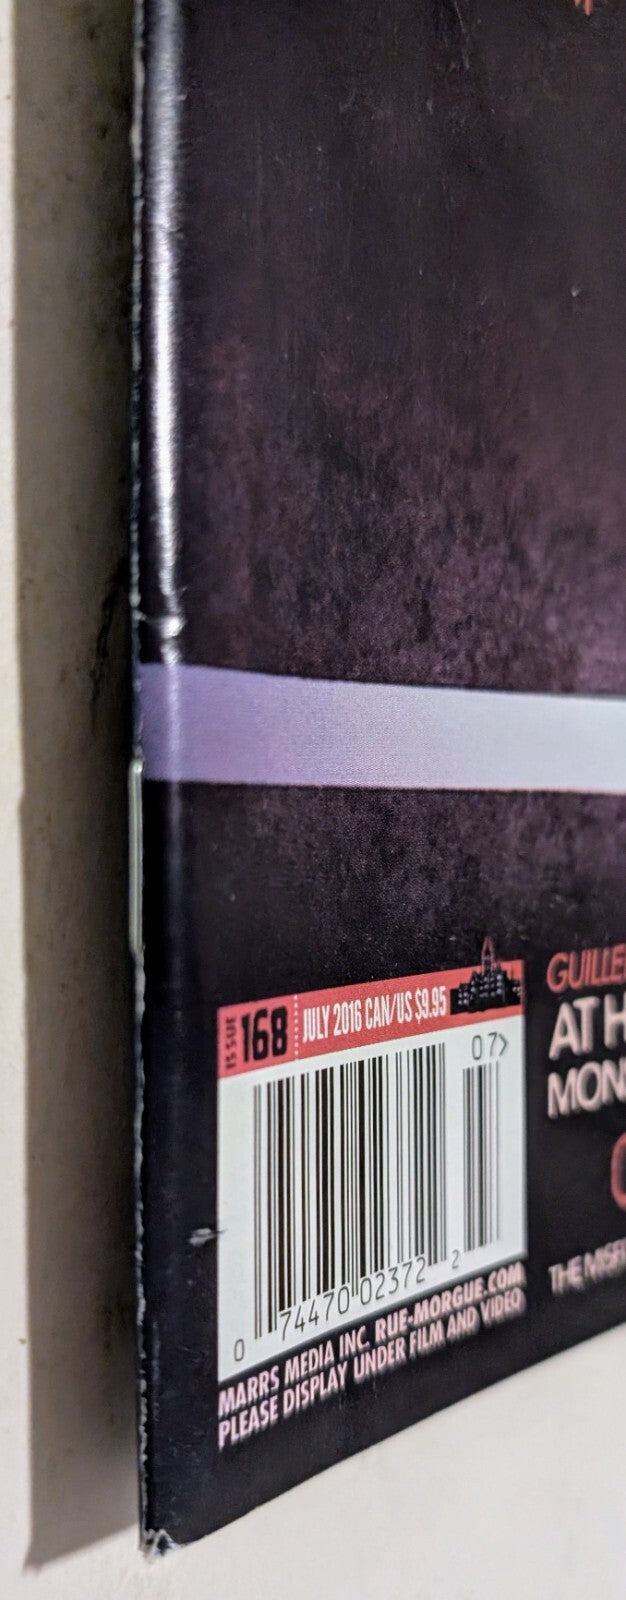 ISSUE 168 JULY 2016 CAN/US $9.95
07>
0 74470 02372 2
MARRS MEDIA INC. RUE-MORGUE.COM
PLEASE DISPLAY UNDER FILM AND VIDEO
AT
THE